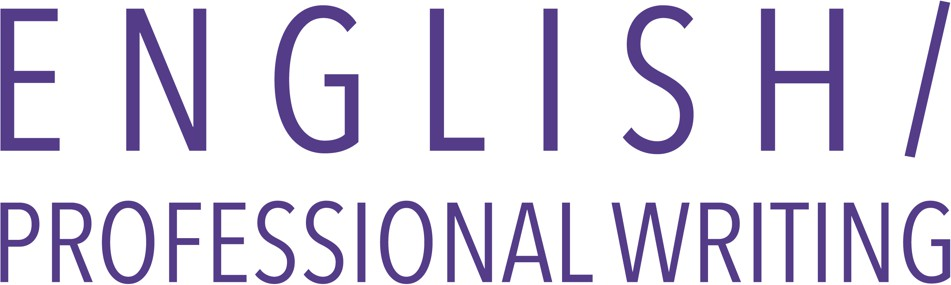 ENGLISH/
PROFESSIONAL WRITING